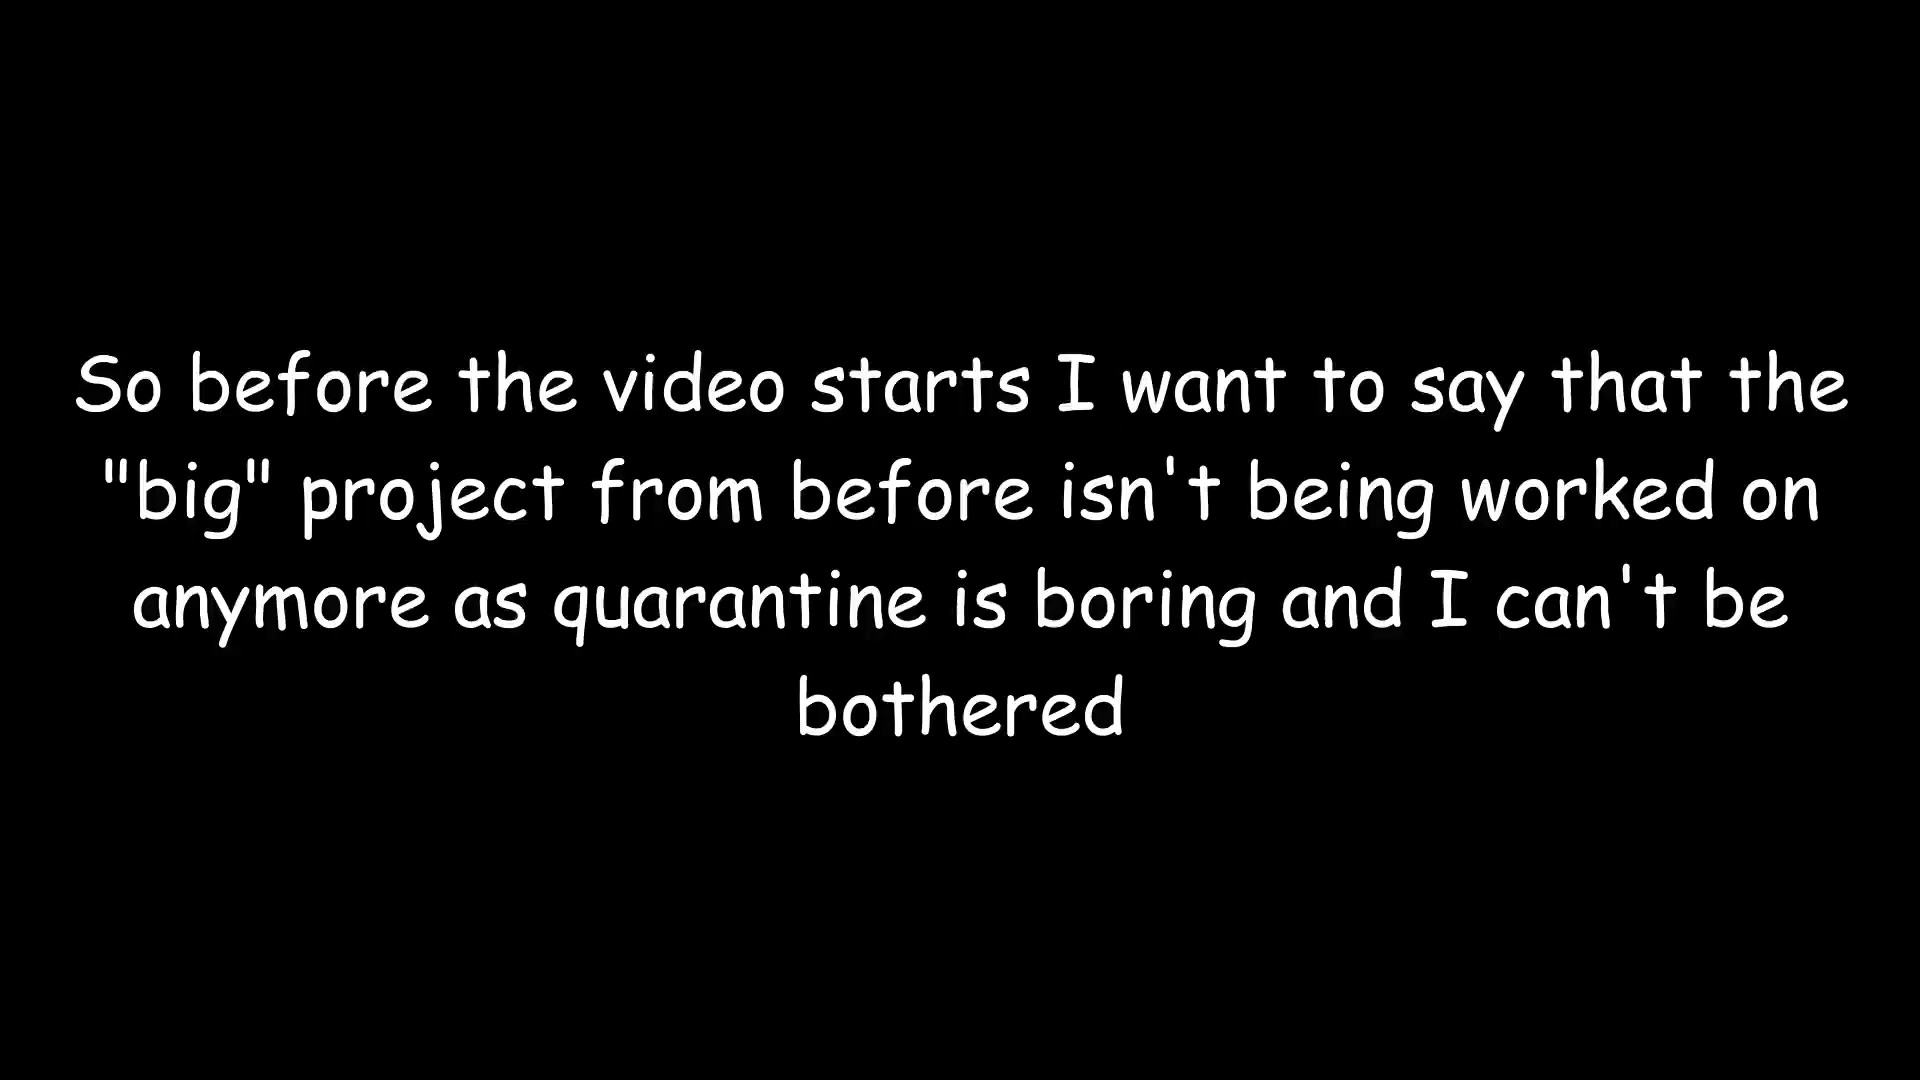 So before the video starts I want to say that the
"big" project from before isn't being worked on
anymore as quarantine is boring and I can't be
bothered